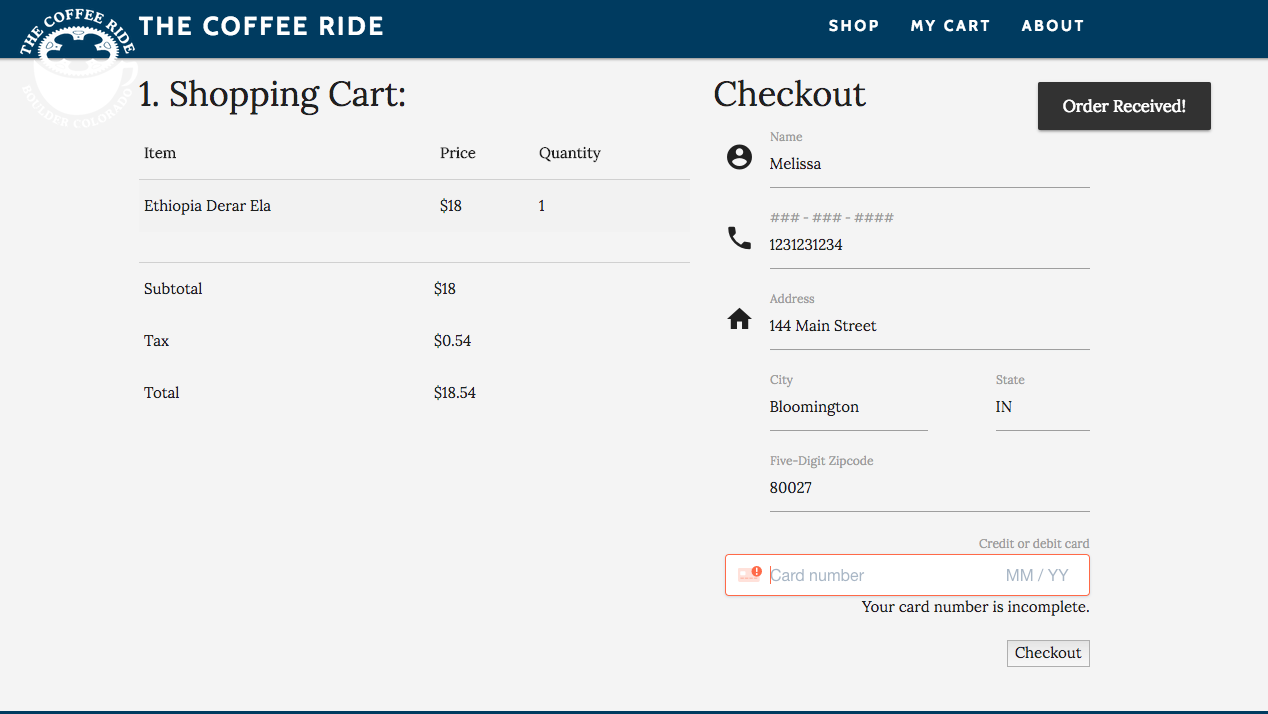 THE COFFEE RIDE
BOULDER COLORADO
THE COFFEE RIDE
SHOP MY CART ABOUT
1. Shopping Cart:
Item Price Quantity
Ethiopia Derar Ela $18 1
Subtotal $18
Tax $0.54
Total $18.54
Checkout
Order Received!
Name
Melissa
### - ### - ####
1231231234
Address
144 Main Street
City State
Bloomington IN
Five-Digit Zipcode
80027
Credit or debit card
Card number MM / YY
Your card number is incomplete.
Checkout